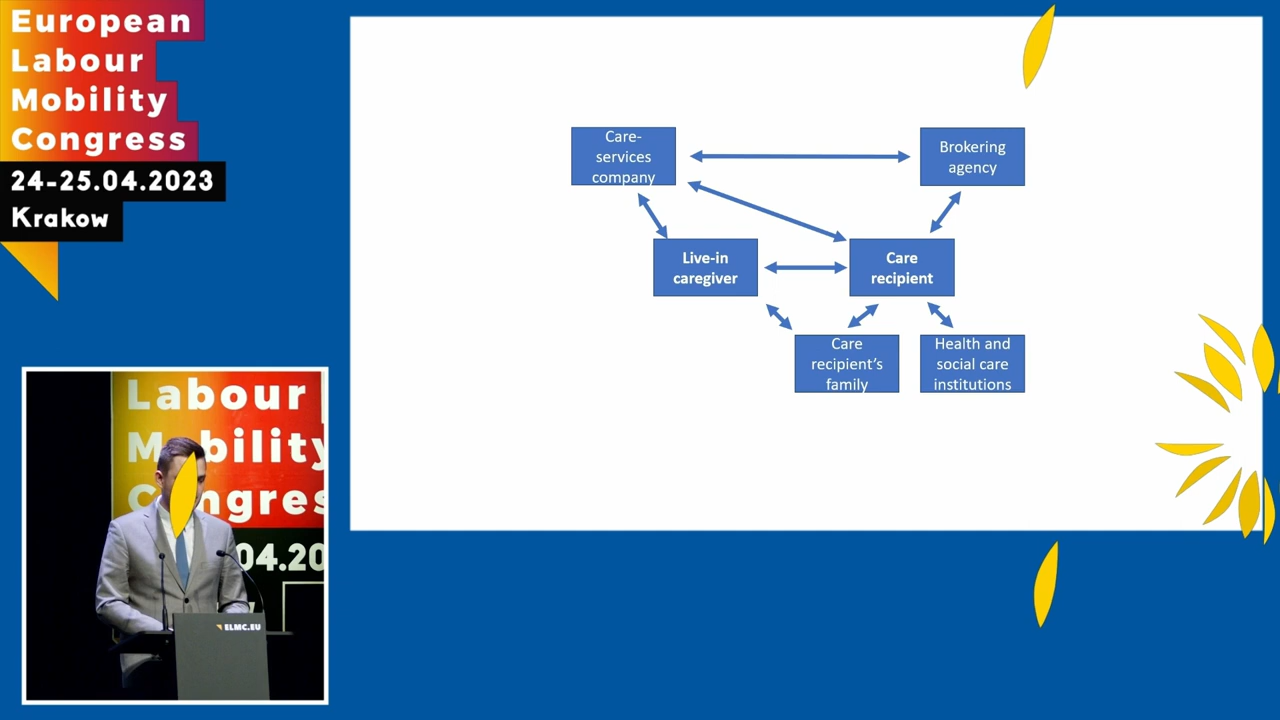 European
Labour
Mobility
Congress
24-25.04.2023
Krakow
Care-
services
company
Brokering
agency
Live-in
caregiver
Care
recipient
Care
recipient's
family
Health and
social care
institutions
Labour
Mobility
Congres
.04.20
ELMC.EU